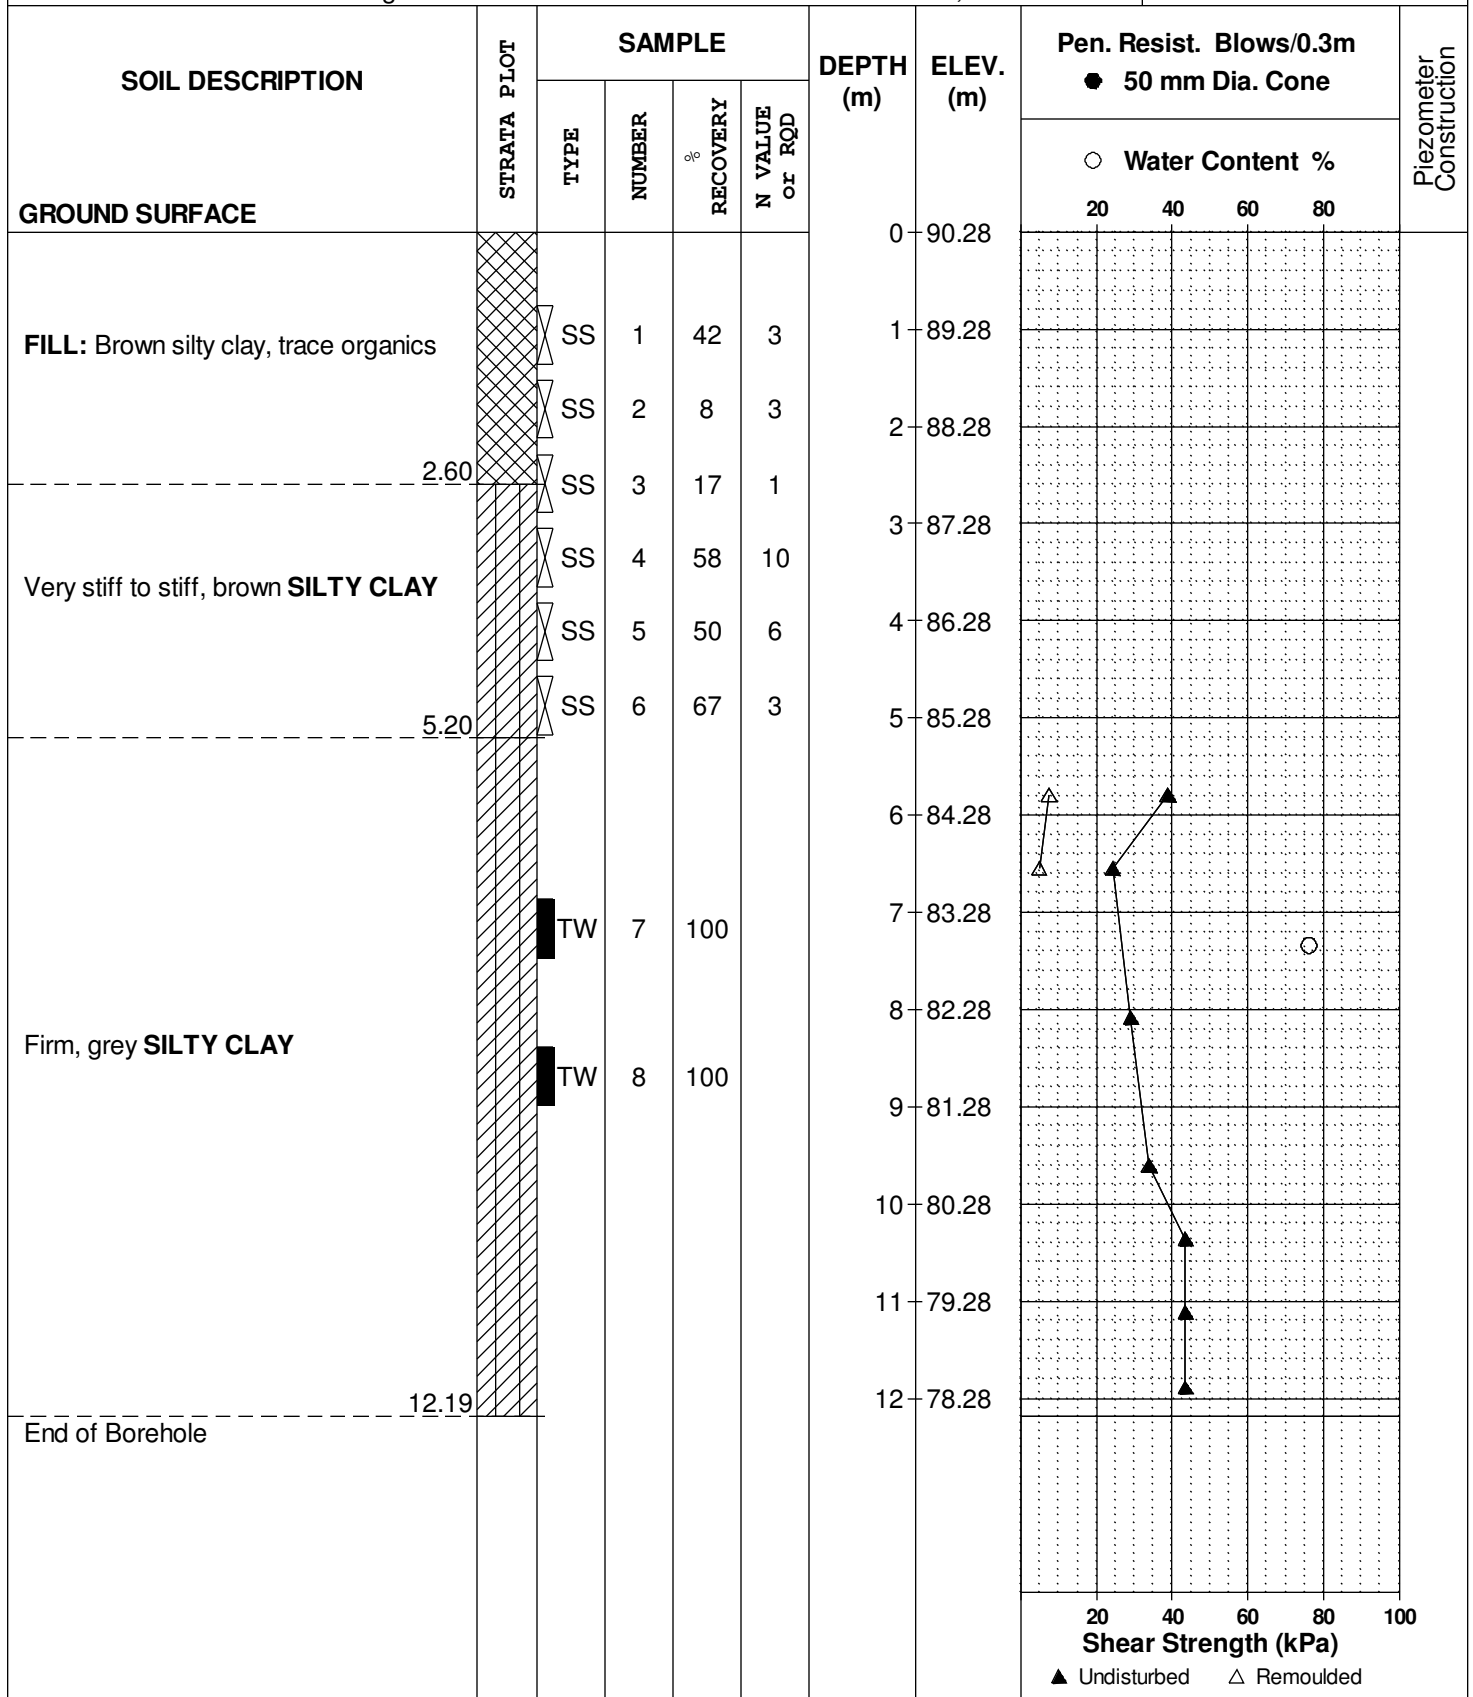 SOIL DESCRIPTION
GROUND SURFACE
STRATA PLOT
SAMPLE
TYPE
NUMBER
%
RECOVERY
N VALUE
or RQD
DEPTH
(m)
ELEV.
(m)
Pen. Resist. Blows/0.3m
● 50 mm Dia. Cone
○ Water Content %
20 40 60 80
Piezometer
Construction
0 90.28
FILL: Brown silty clay, trace organics
SS 1 42 3
1 89.28
SS 2 8 3
2 88.28
2.60
SS 3 17 1
3 87.28
SS 4 58 10
Very stiff to stiff, brown SILTY CLAY
4 86.28
SS 5 50 6
SS 6 67 3
5 85.28
5.20
6 84.28
7 83.28
TW 7 100
8 82.28
Firm, grey SILTY CLAY
TW 8 100
9 81.28
10 80.28
11 79.28
12 78.28
12.19
End of Borehole
20 40 60 80 100
Shear Strength (kPa)
▲ Undisturbed △ Remoulded